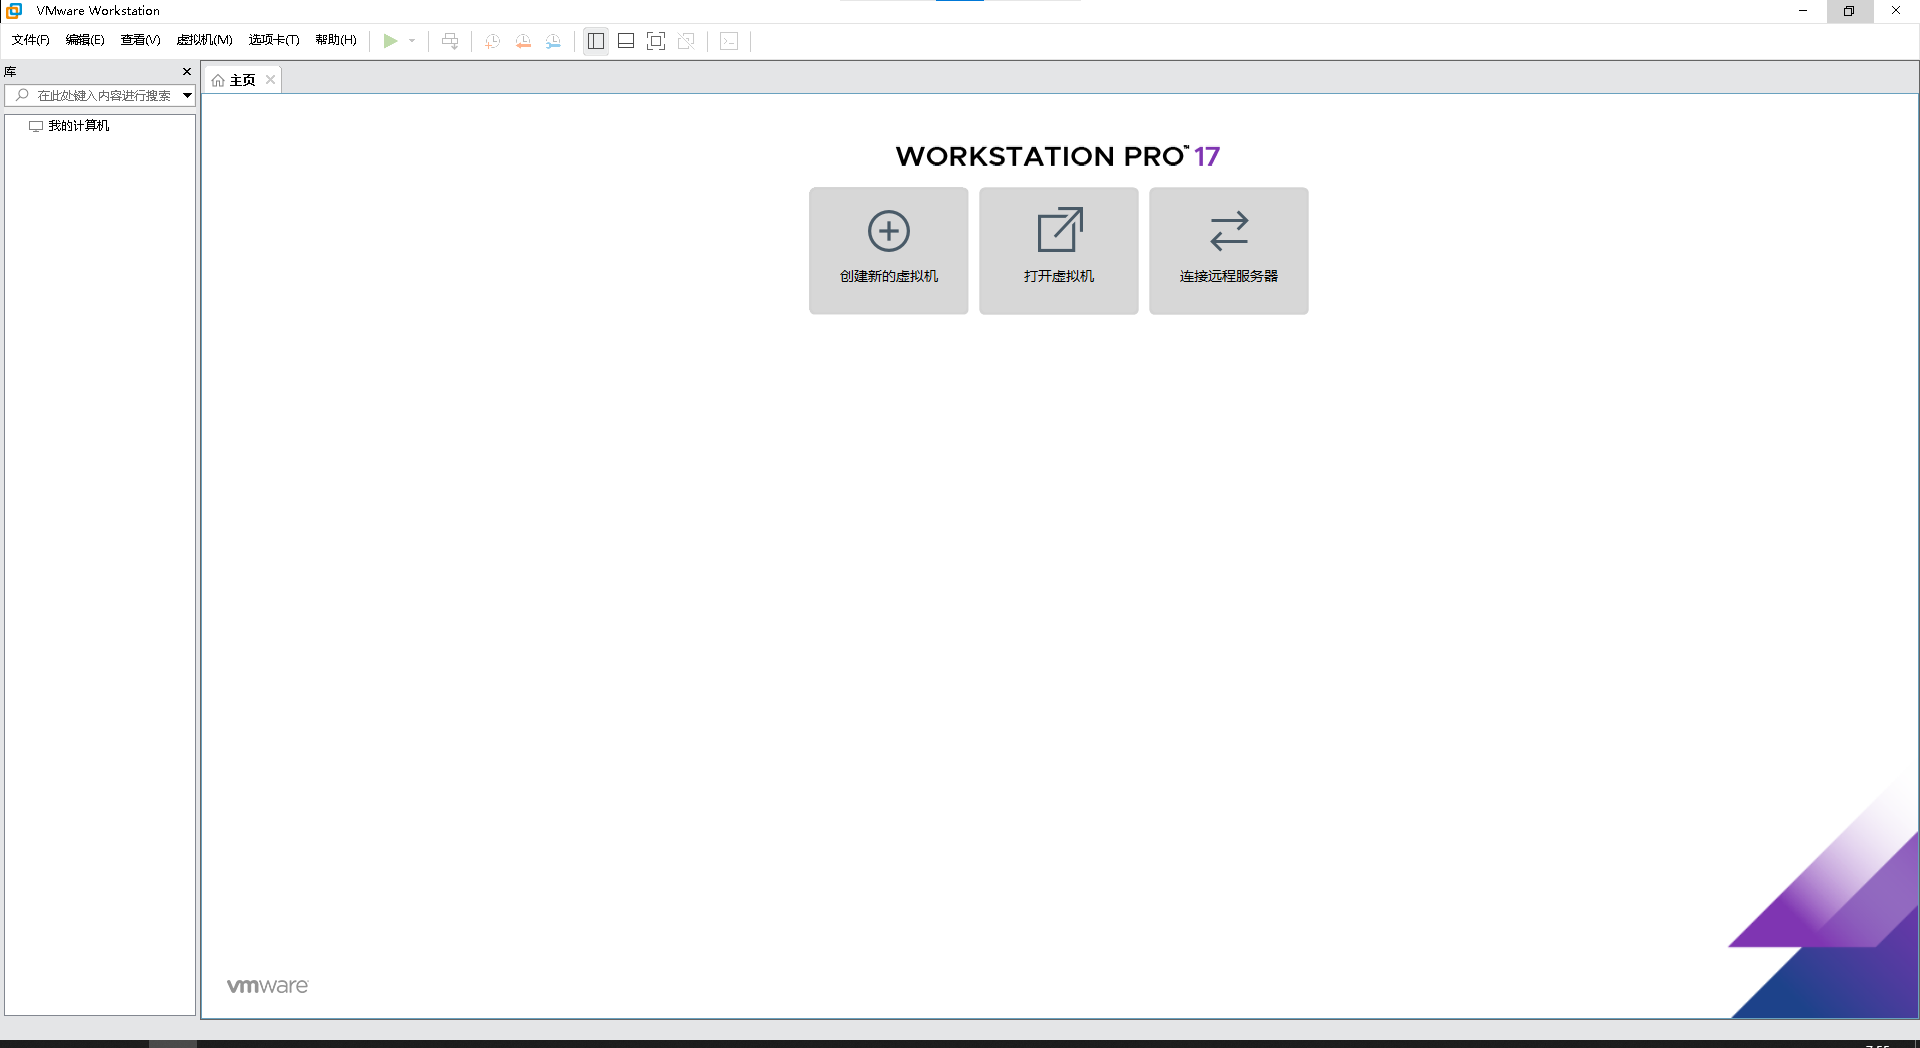 VMware Workstation
文件(F) 编辑(E) 查看(V) 虚拟机(M) 选项卡(T) 帮助(H)
库
在此处键入内容进行搜索
我的计算机
主页
WORKSTATION PRO™ 17
创建新的虚拟机
打开虚拟机
连接远程服务器
vmware